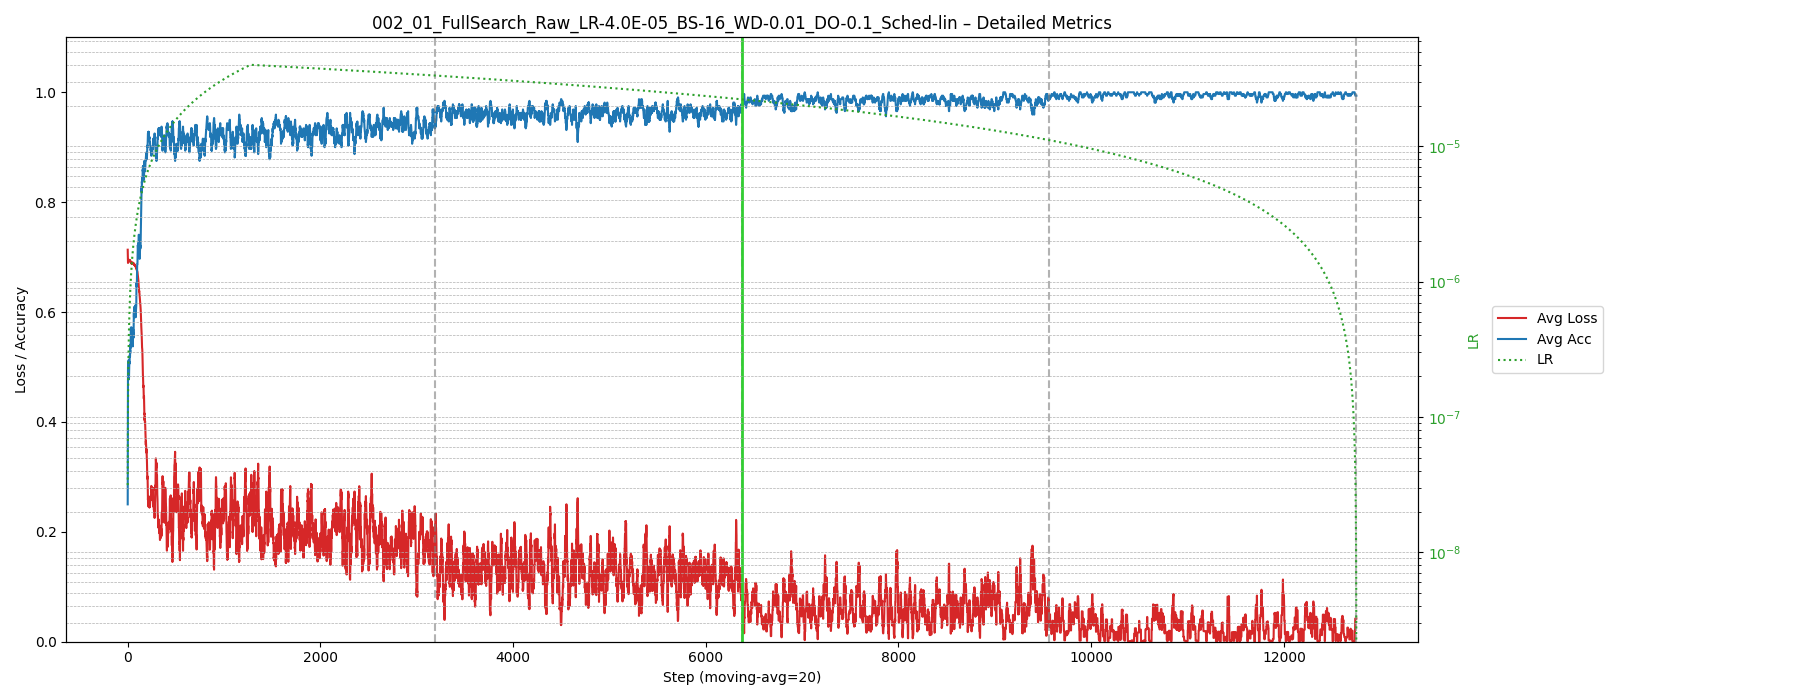 002_01_FullSearch_Raw_LR-4.0E-05_BS-16_WD-0.01_DO-0.1_Sched-lin – Detailed Metrics
Loss / Accuracy
1.0
0.8
0.6
0.4
0.2
0.0
0
2000
4000
6000
8000
10000
12000
Step (moving-avg=20)
10⁻⁵
10⁻⁶
10⁻⁷
10⁻⁸
LR
Avg Loss
Avg Acc
LR